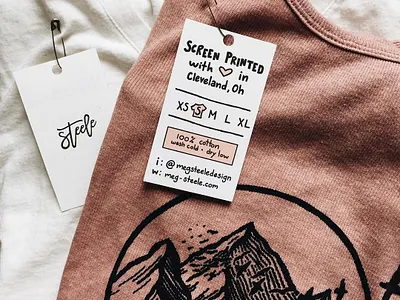 Steele
SCREEN PRINTED
with in
Cleveland, Oh
XS S M L XL
100% cotton
wash cold • dry low
i: @megsteeledesign
w: meg-steele.com